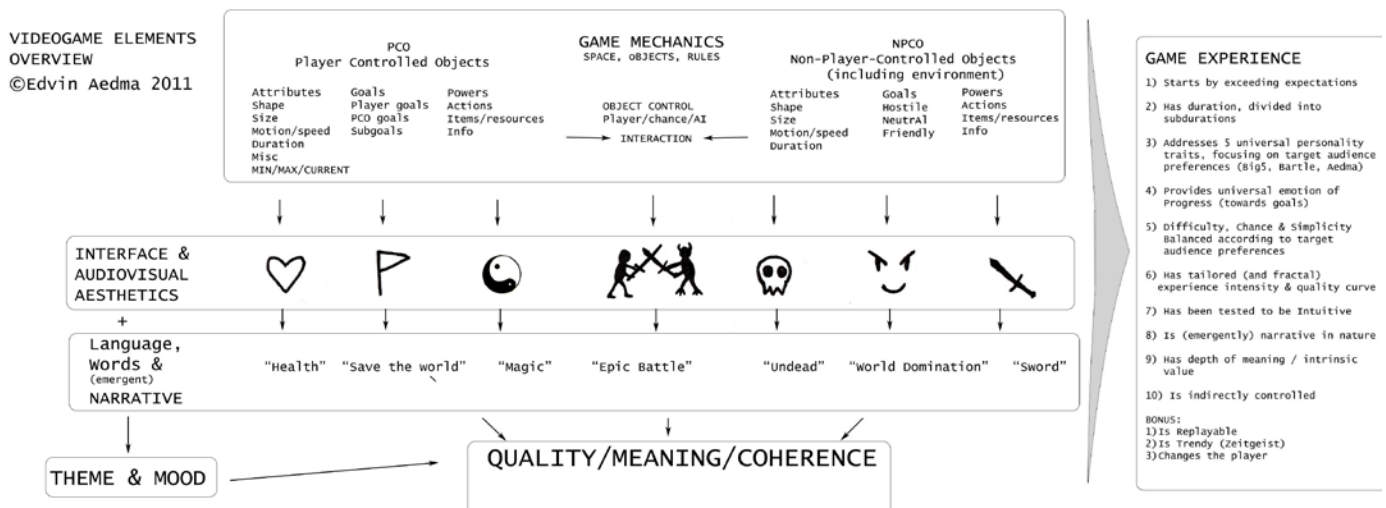 VIDEOGAME ELEMENTS
OVERVIEW
©Edvin Aedma 2011
PCO
Player Controlled Objects
Attributes
Shape
Size
Motion/speed
Duration
Misc
MIN/MAX/CURRENT
Goals
Player goals
PCO goals
Subgoals
Powers
Actions
Items/resources
Info
GAME MECHANICS
SPACE, oBJECTS, RULES
OBJECT CONTROL
Player/chance/AI
INTERACTION
NPCO
Non-Player-Controlled Objects
(including environment)
Attributes
Shape
Size
Motion/speed
Duration
Goals
Hostile
NeutrAl
Friendly
Powers
Actions
Items/resources
Info
INTERFACE &
AUDIOVISUAL
AESTHETICS
+
Language,
Words &
(emergent)
NARRATIVE
"Health"
"Save the world"
"Magic"
"Epic Battle"
"Undead"
"World Domination"
"Sword"
THEME & MOOD
QUALITY/MEANING/COHERENCE
GAME EXPERIENCE
1) Starts by exceeding expectations
2) Has duration, divided into
subdurations
3) Addresses 5 universal personality
traits, focusing on target audience
preferences (Big5, Bartle, Aedma)
4) Provides universal emotion of
Progress (towards goals)
5) Difficulty, Chance & Simplicity
Balanced according to target
audience preferences
6) Has tailored (and fractal)
experience intensity & quality curve
7) Has been tested to be Intuitive
8) Is (emergently) narrative in nature
9) Has depth of meaning / intrinsic
value
10) Is indirectly controlled
BONUS:
1)Is Replayable
2)Is Trendy (Zeitgeist)
3)Changes the player